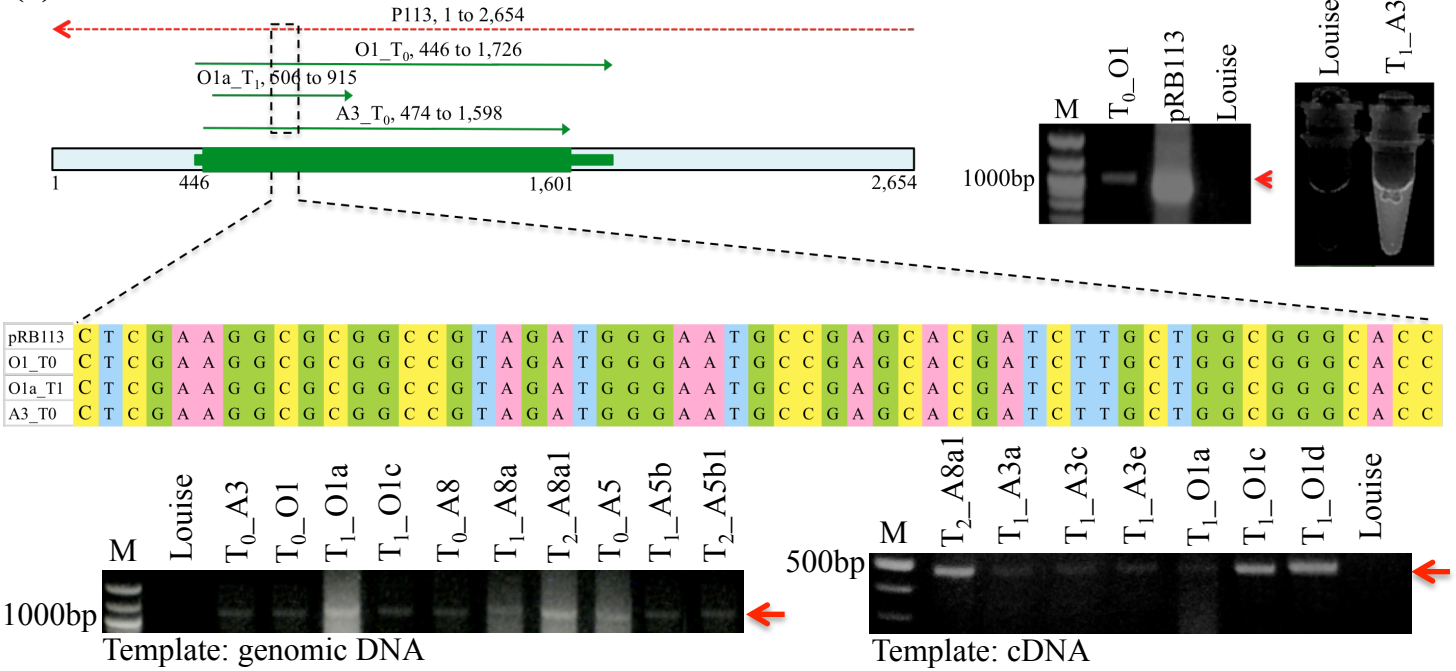 P113, 1 to 2,654
O1_T0, 446 to 1,726
O1a_T1, 506 to 915
A3_T0, 474 to 1,598
1 446 1,601 2,654
M T0_O1 pRB113 Louise
1000bp
Louise T1_A3
pRB113 C T C G A A G G C G C G G C C G T A G A T G G G A A T G C C G A G C A C G A T C T T G C T G G C G G G C A C C
O1_T0 C T C G A A G G C G C G G C C G T A G A T G G G A A T G C C G A G C A C G A T C T T G C T G G C G G G C A C C
O1a_T1 C T C G A A G G C G C G G C C G T A G A T G G G A A T G C C G A G C A C G A T C T T G C T G G C G G G C A C C
A3_T0 C T C G A A G G C G C G G C C G T A G A T G G G A A T G C C G A G C A C G A T C T T G C T G G C G G G C A C C
M Louise T0_A3 T0_O1 T1_O1a T1_O1c T0_A8 T1_A8a T2_A8a1 T0_A5 T1_A5b T2_A5b1
1000bp
Template: genomic DNA
M T2_A8a1 T1_A3a T1_A3c T1_A3e T1_O1a T1_O1c T1_O1d Louise
500bp
Template: cDNA